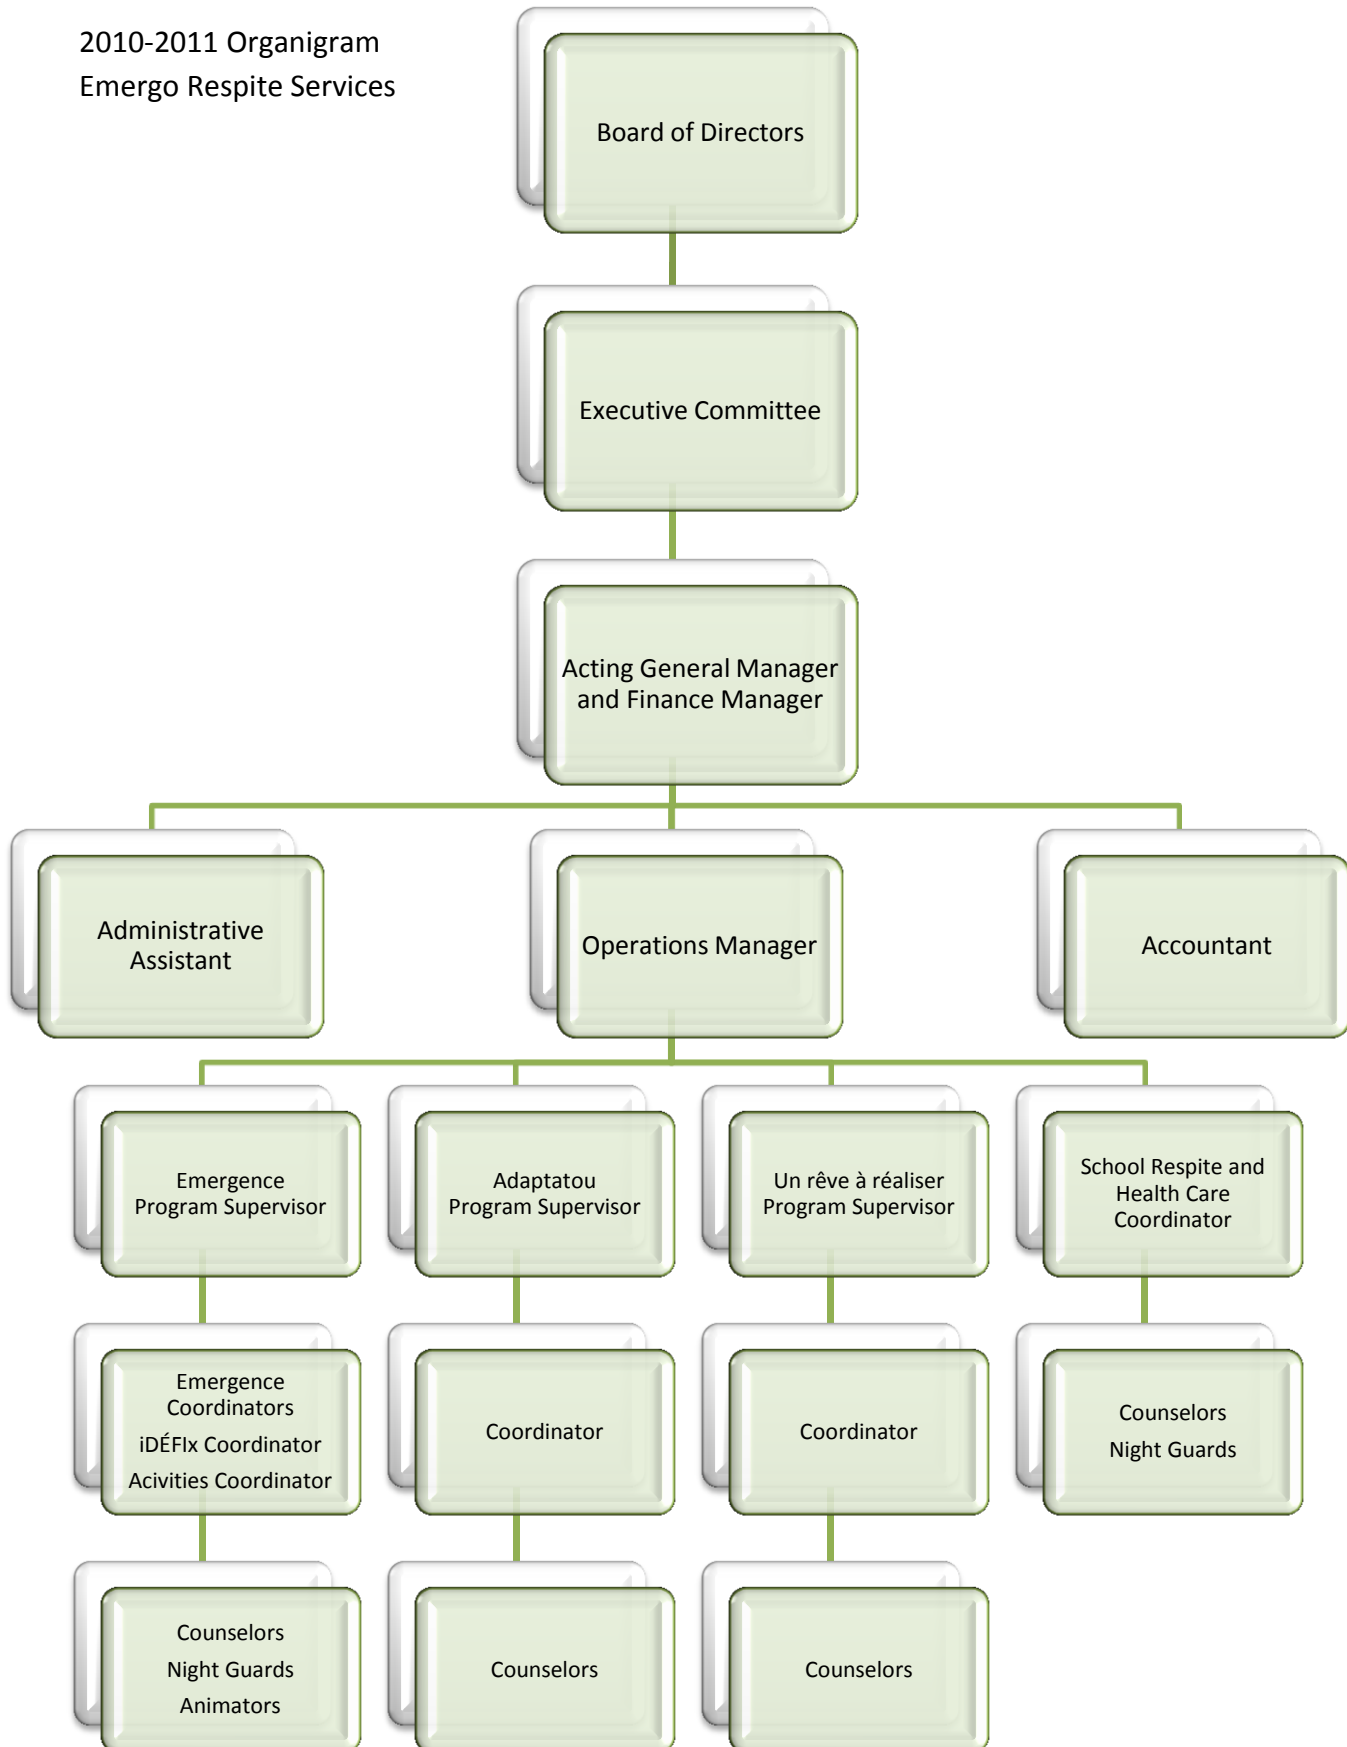 2010-2011 Organigram
Emergo Respite Services
Board of Directors
Executive Committee
Acting General Manager
and Finance Manager
Administrative
Assistant
Operations Manager
Accountant
Emergence
Program Supervisor
Adaptatou
Program Supervisor
Un rêve à réaliser
Program Supervisor
School Respite and
Health Care
Coordinator
Emergence
Coordinators
iDÉFIx Coordinator
Acivities Coordinator
Coordinator
Coordinator
Counselors
Night Guards
Counselors
Night Guards
Animators
Counselors
Counselors